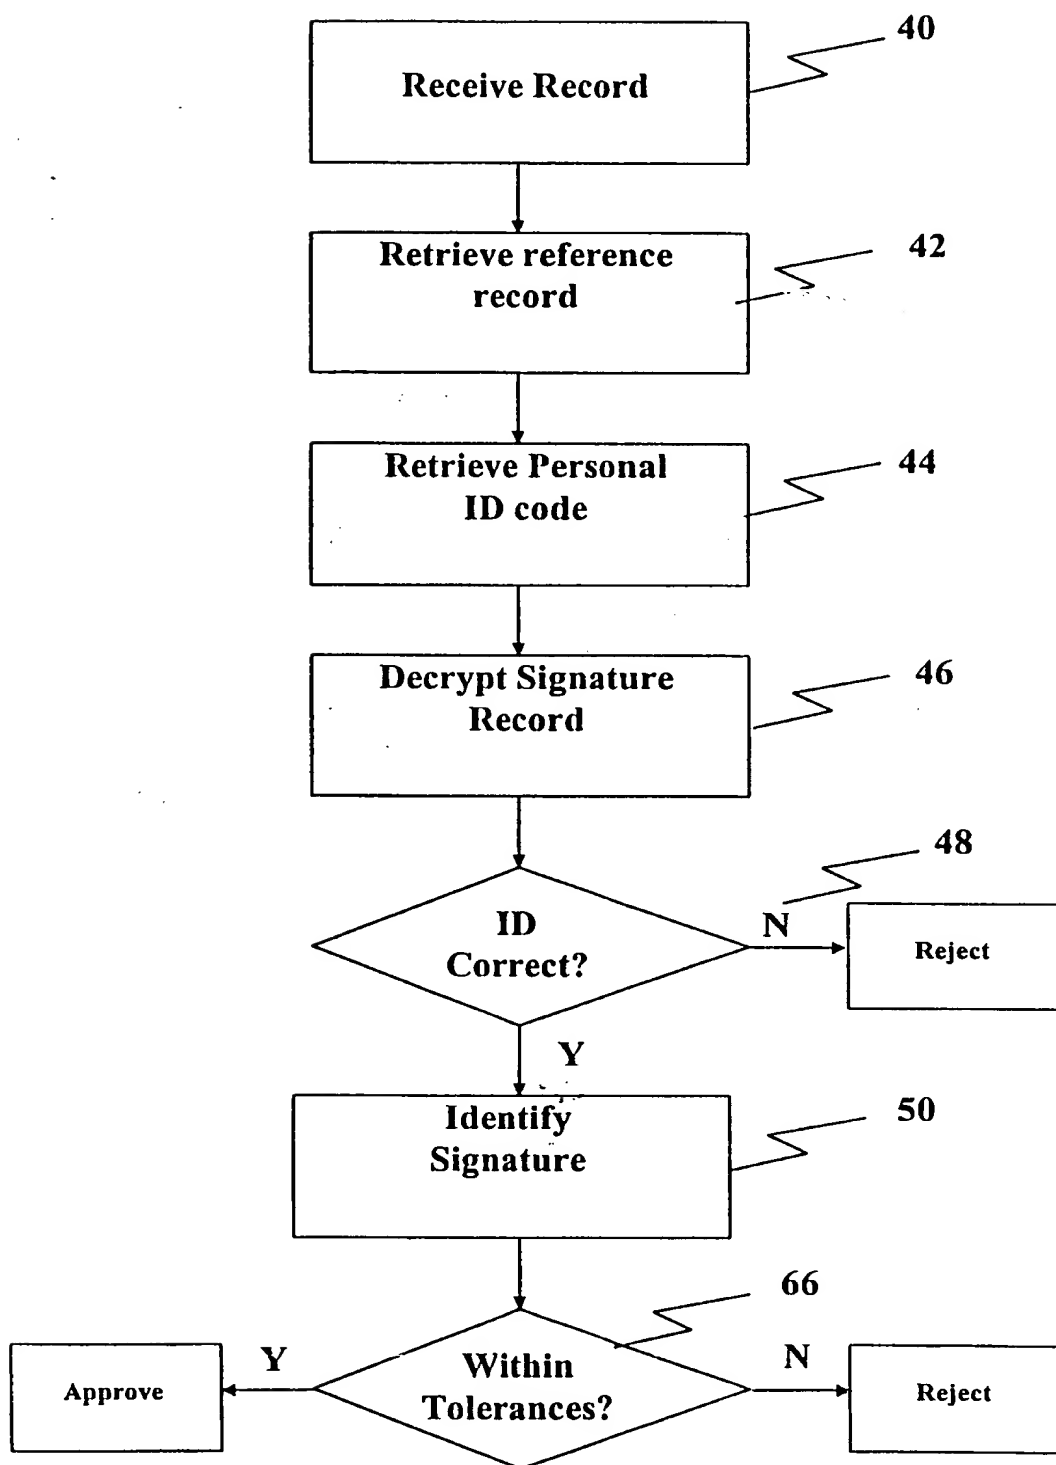 40
Receive Record
42
Retrieve reference
record
44
Retrieve Personal
ID code
46
Decrypt Signature
Record
48
ID
Correct?
N
Reject
Y
50
Identify
Signature
66
Y
Within
Tolerances?
N
Approve
Reject